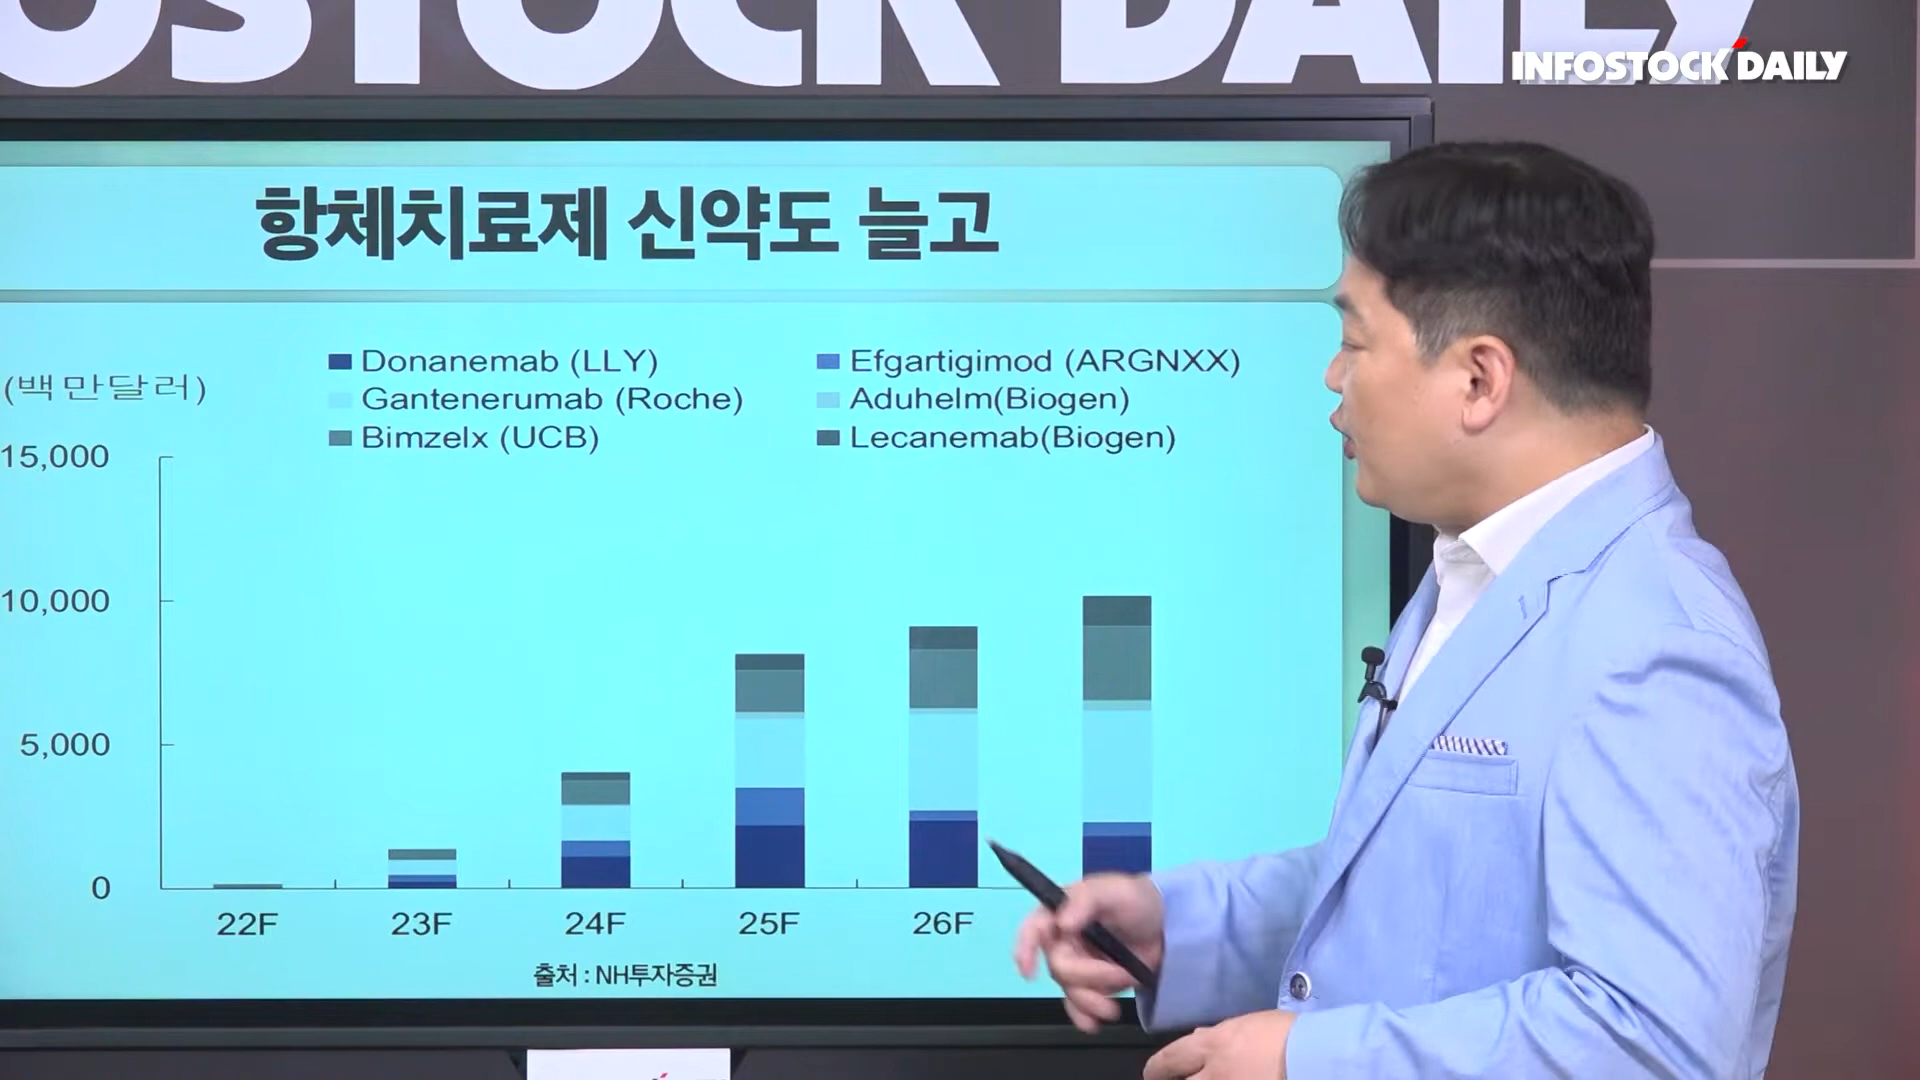 OSTOCK DAILY
INFOSTOCK DAILY
항체치료제 신약도 늘고
(백만달러)
Donanemab (LLY)
Efgartigimod (ARGNXX)
Gantenerumab (Roche)
Aduhelm(Biogen)
Bimzelx (UCB)
Lecanemab(Biogen)
15,000
10,000
5,000
0
22F
23F
24F
25F
26F
출처 : NH투자증권